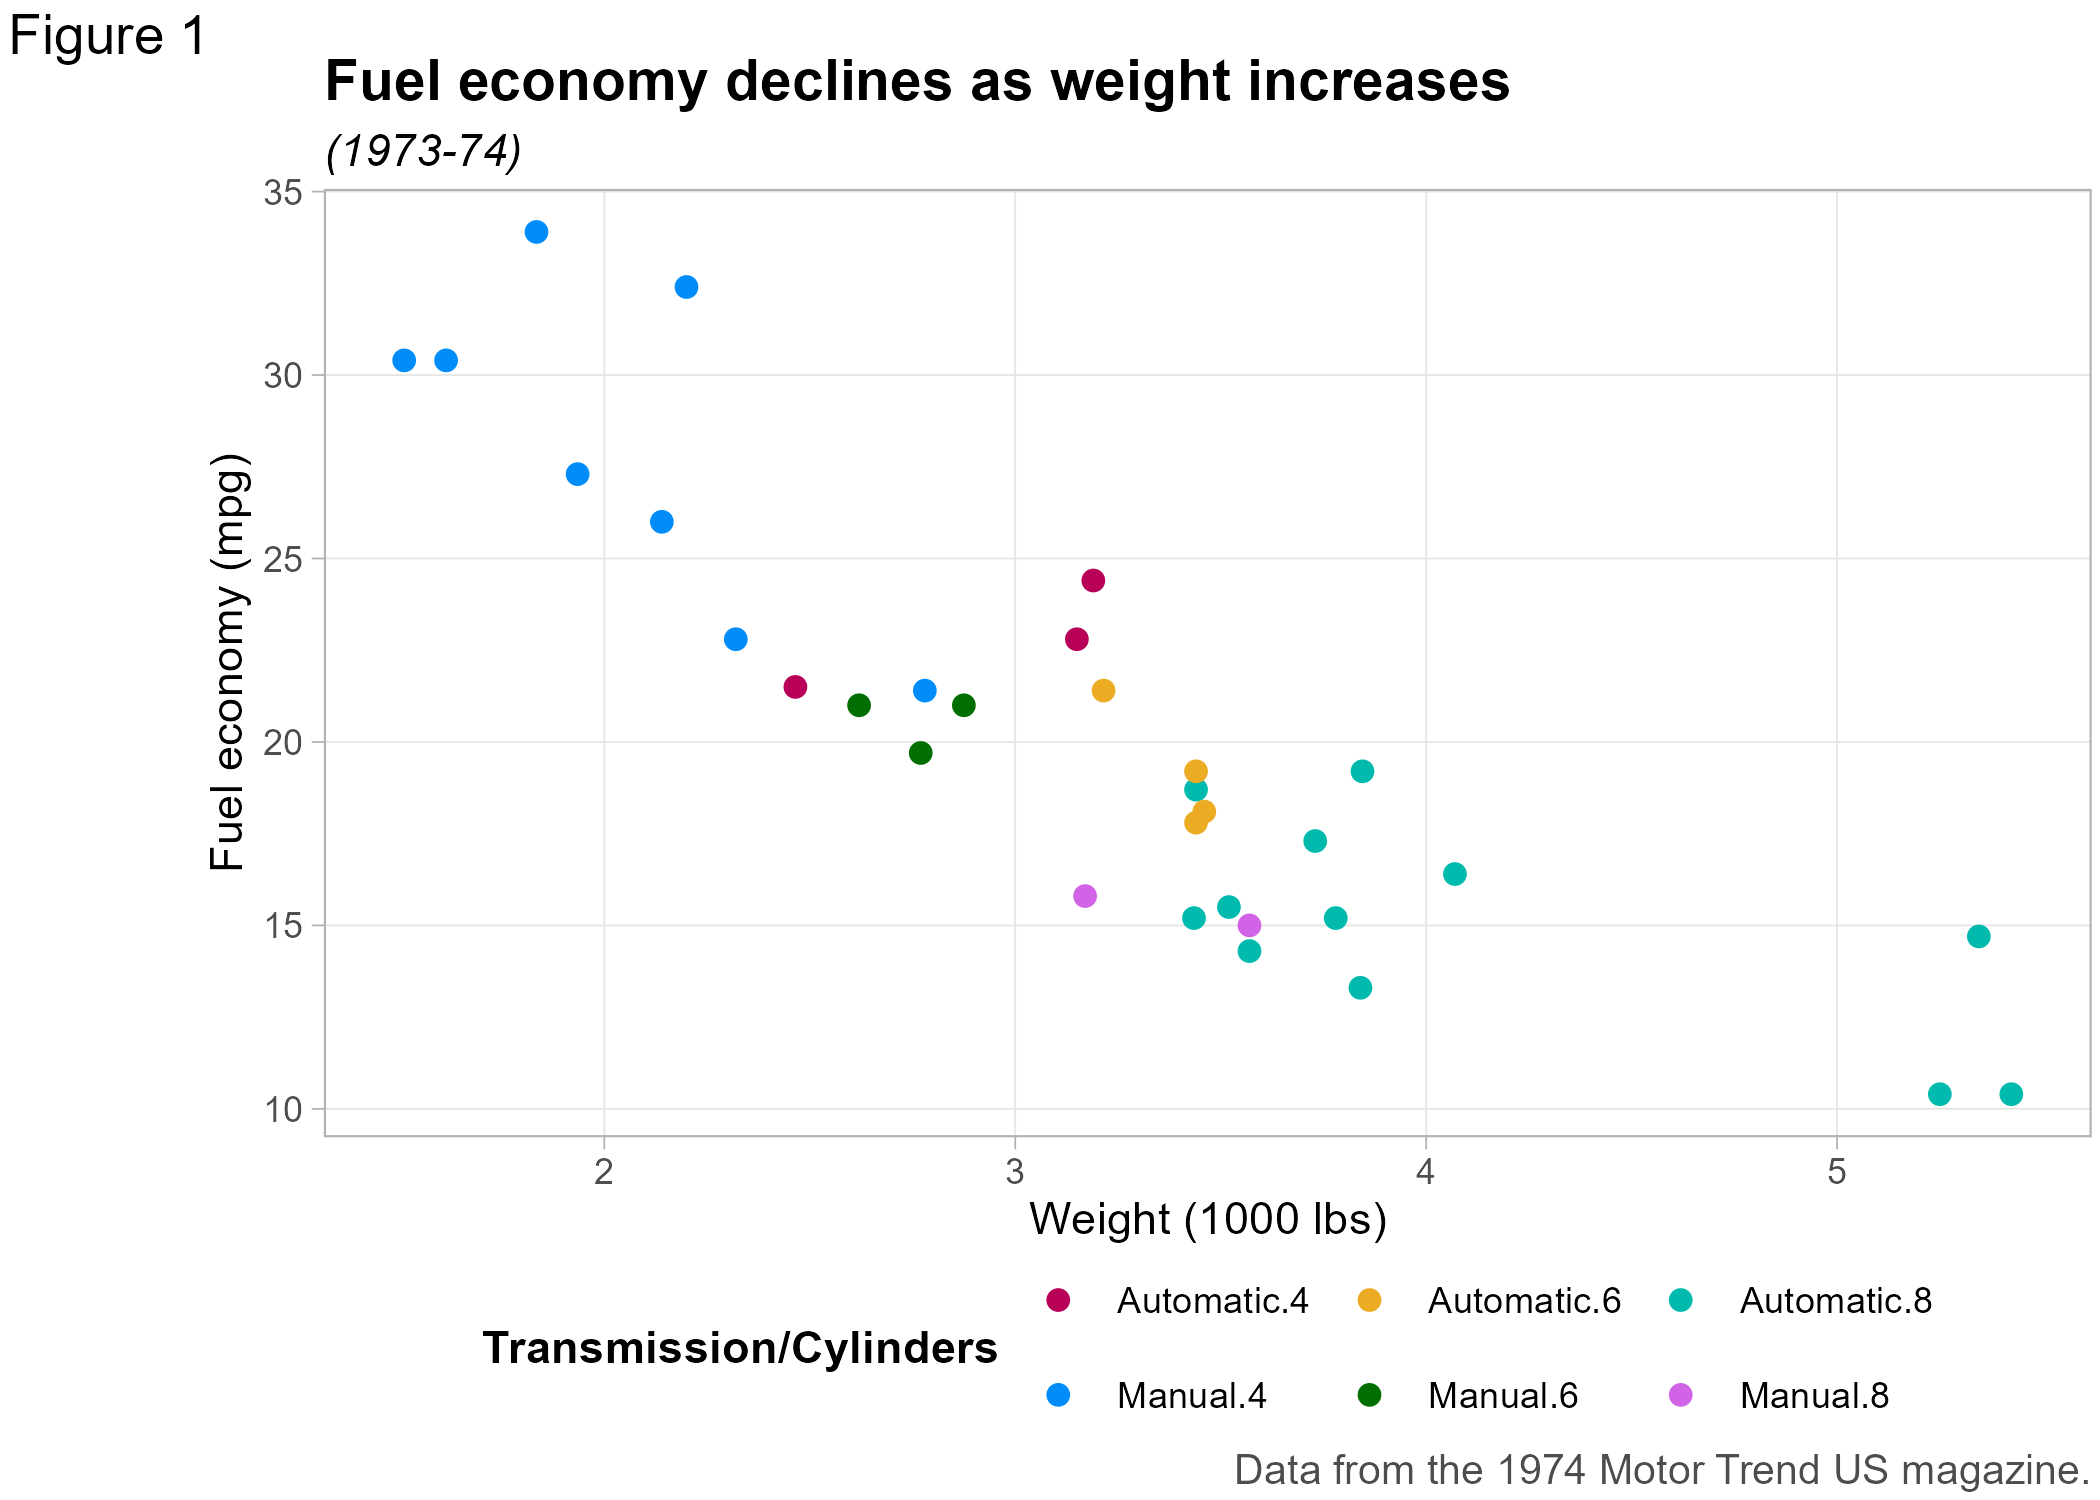 Figure 1
Fuel economy declines as weight increases
(1973-74)
35
30
25
20
15
10
Fuel economy (mpg)
2 3 4 5
Weight (1000 lbs)
Transmission/Cylinders
Automatic.4 Automatic.6 Automatic.8
Manual.4 Manual.6 Manual.8
Data from the 1974 Motor Trend US magazine.